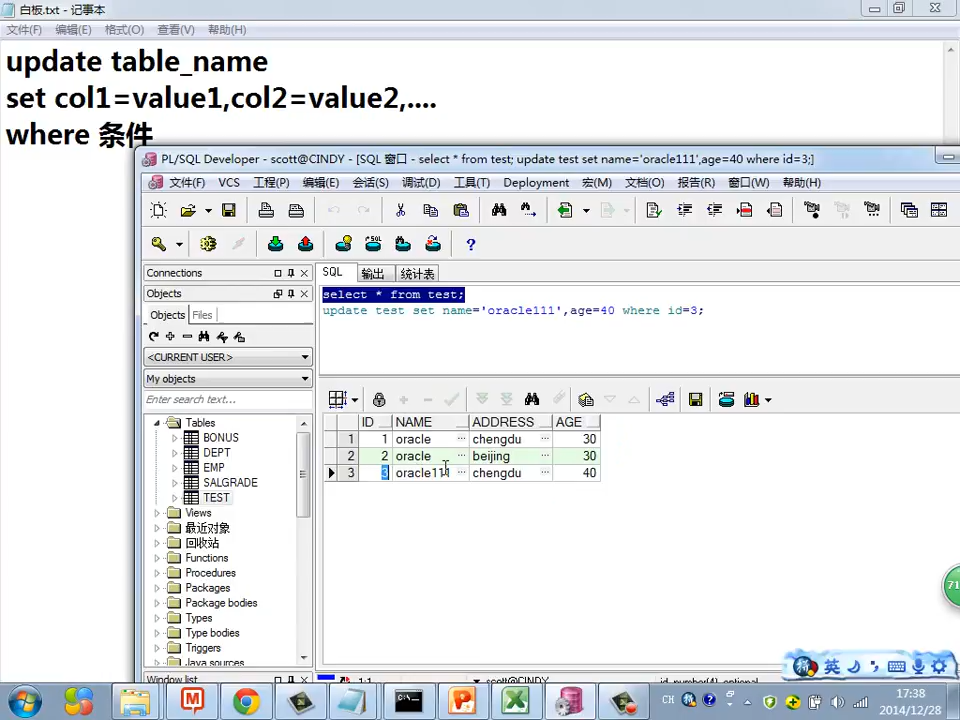 白板.txt - 记事本
文件(F) 编辑(E) 格式(O) 查看(V) 帮助(H)
update table_name
set col1=value1,col2=value2,....
where 条件
PL/SQL Developer - scott@CINDY - [SQL 窗口 - select * from test; update test set name='oracle111',age=40 where id=3;]
文件(F) VCS 工程(P) 编辑(E) 会话(S) 调试(D) 工具(T) Deployment 宏(M) 文档(O) 报告(R) 窗口(W) 帮助(H)
Connections
SQL 输出 统计表
Objects
select * from test;
update test set name='oracle111',age=40 where id=3;
Objects Files
<CURRENT USER>
My objects
Enter search text...
ID NAME ADDRESS AGE
1 1 oracle chengdu 30
2 2 oracle beijing 30
3 3 oracle111 chengdu 40
Tables
BONUS
DEPT
EMP
SALGRADE
TEST
Views
最近对象
回收站
Functions
Procedures
Packages
Package bodies
Types
Type bodies
Triggers
Java sources
Window list
1:1 scott@CINDY
71
英
CH
17:38
2014/12/28